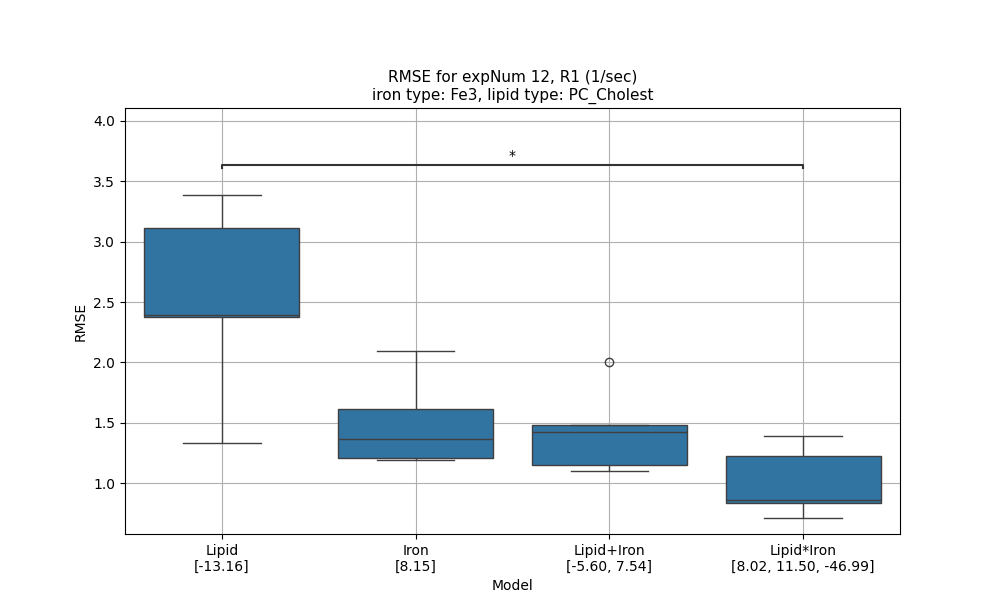 RMSE for expNum 12, R1 (1/sec)
iron type: Fe3, lipid type: PC_Cholest
4.0
*
3.5
3.0
2.5
RMSE
2.0
1.5
1.0
Lipid Iron Lipid+Iron Lipid*Iron
[-13.16] [8.15] [-5.60, 7.54] [8.02, 11.50, -46.99]
Model